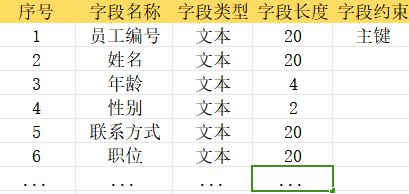 序号 字段名称 字段类型 字段长度 字段约束
1 员工编号 文本 20 主键
2 姓名 文本 20
3 年龄 文本 4
4 性别 文本 2
5 联系方式 文本 20
6 职位 文本 20
... ... ... ...